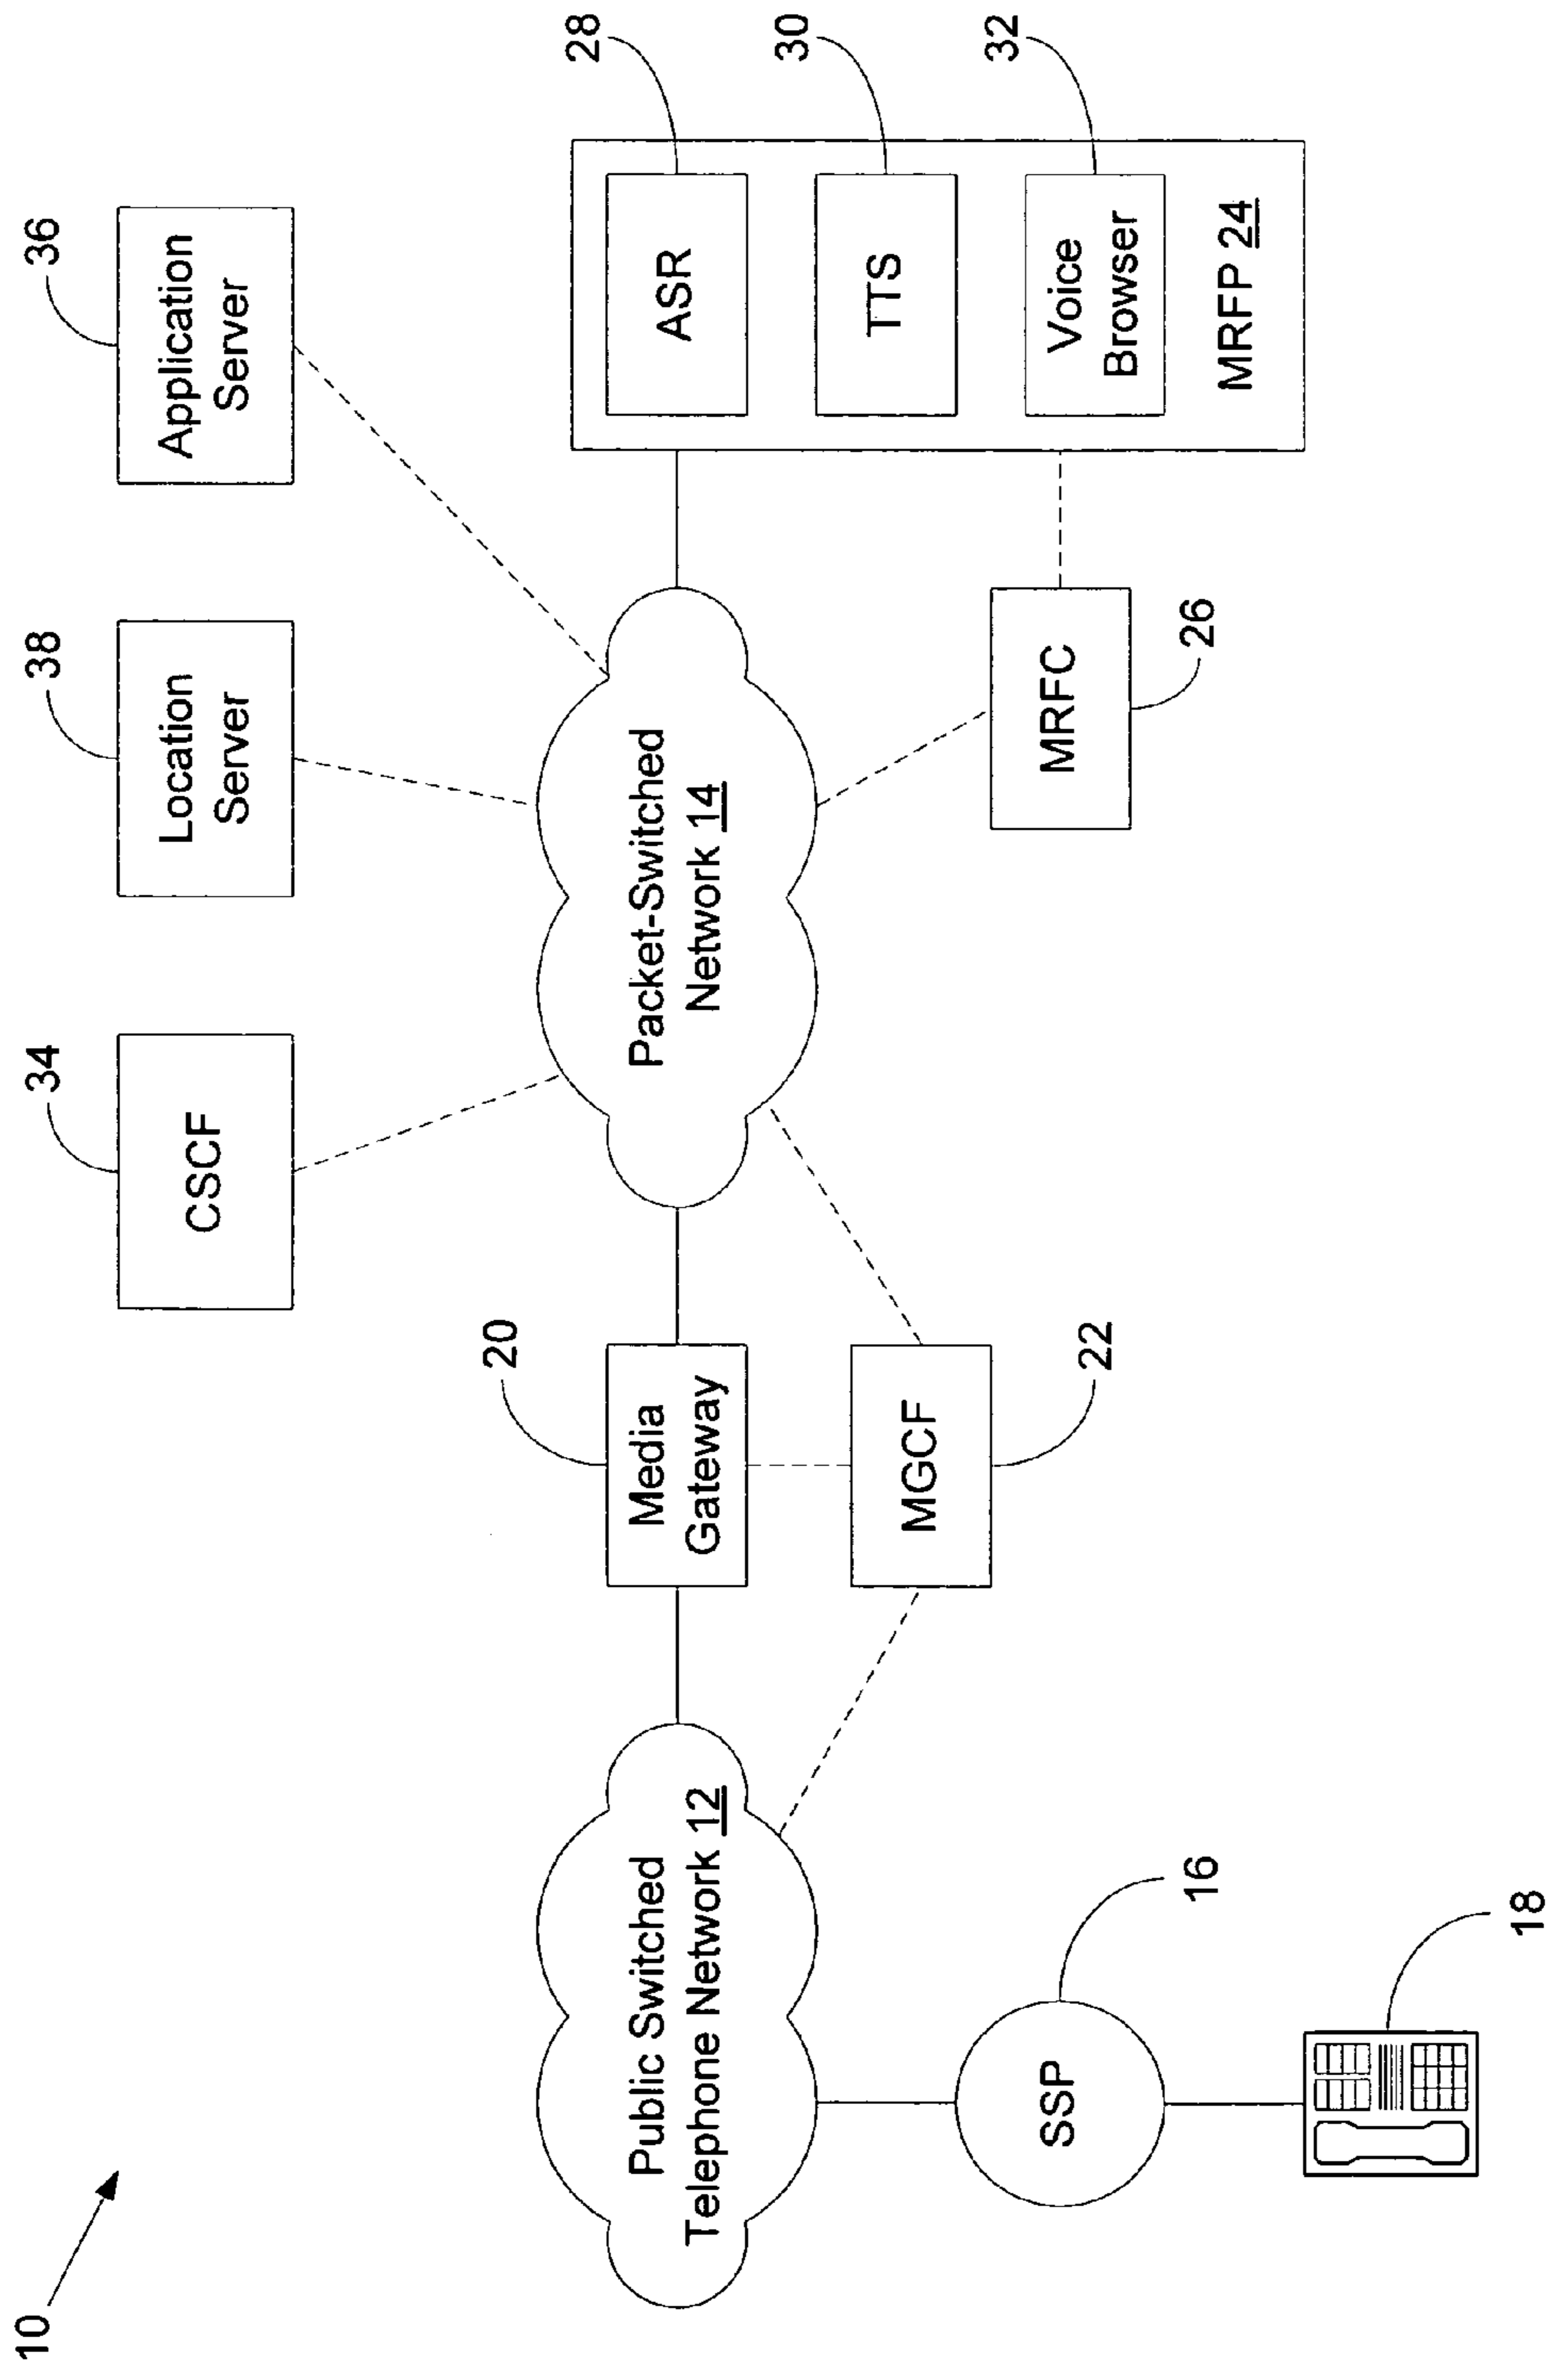 10
36
Application
Server
38
Location
Server
34
CSCF
28
ASR
30
TTS
32
Voice
Browser
MRFP 24
Packet-Switched
Network 14
MRFC
26
20
Media
Gateway
MGCF
22
Public Switched
Telephone Network 12
SSP
16
18